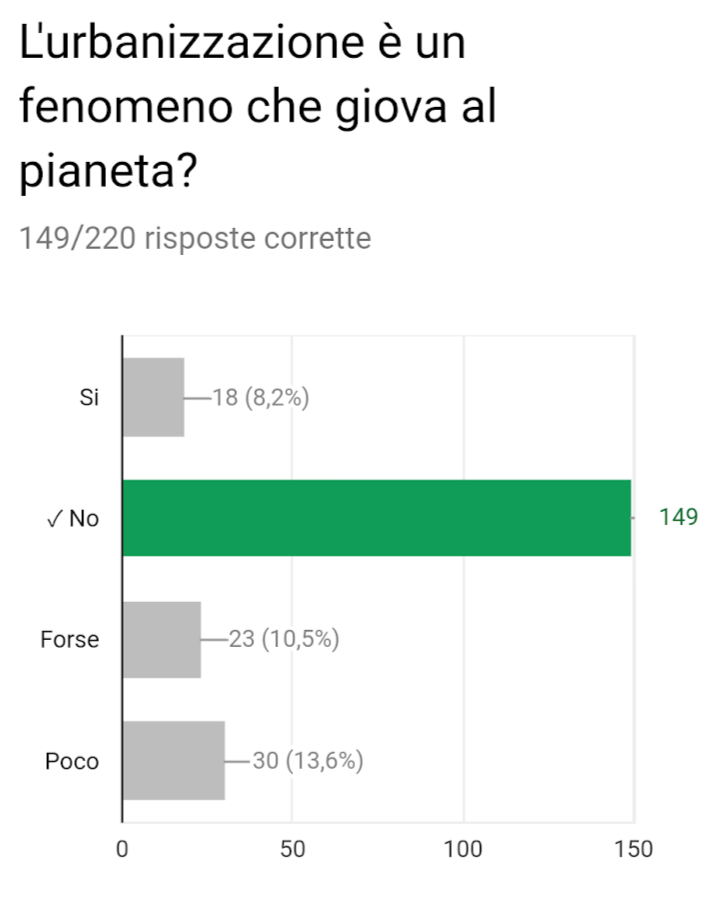 L'urbanizzazione è un
fenomeno che giova al
pianeta?
149/220 risposte corrette
Si
18 (8,2%)
✓ No
149
Forse
23 (10,5%)
Poco
30 (13,6%)
0 50 100 150